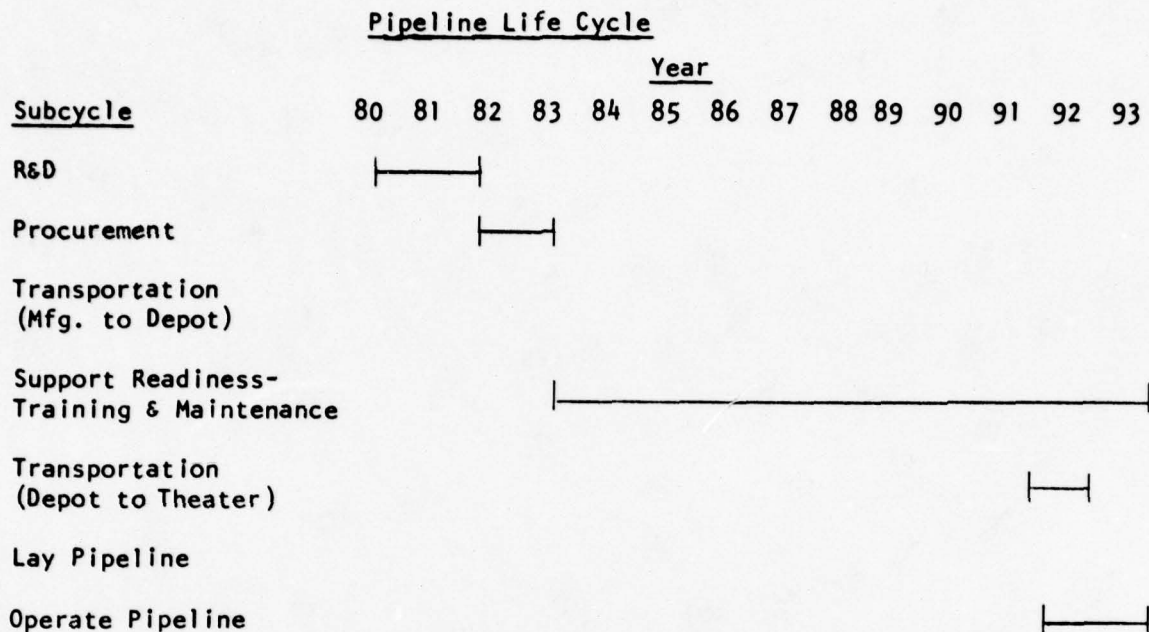 Pipeline Life Cycle
Year
Subcycle 80 81 82 83 84 85 86 87 88 89 90 91 92 93
R&D
Procurement
Transportation
(Mfg. to Depot)
Support Readiness-
Training & Maintenance
Transportation
(Depot to Theater)
Lay Pipeline
Operate Pipeline